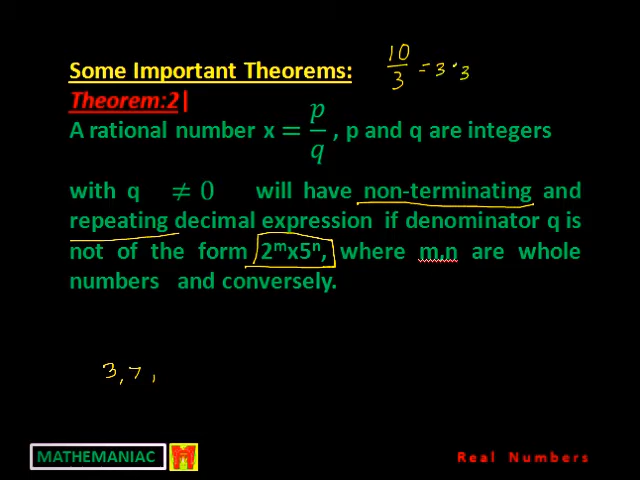 Some Important Theorems:
10/3 = 3.3
Theorem:2|
A rational number x = p/q , p and q are integers
with q ≠ 0 will have non-terminating and
repeating decimal expression if denominator q is
not of the form 2^m x5^n, where m,n are whole
numbers and conversely.
3, 7,
MATHEMANIAC M Real Numbers